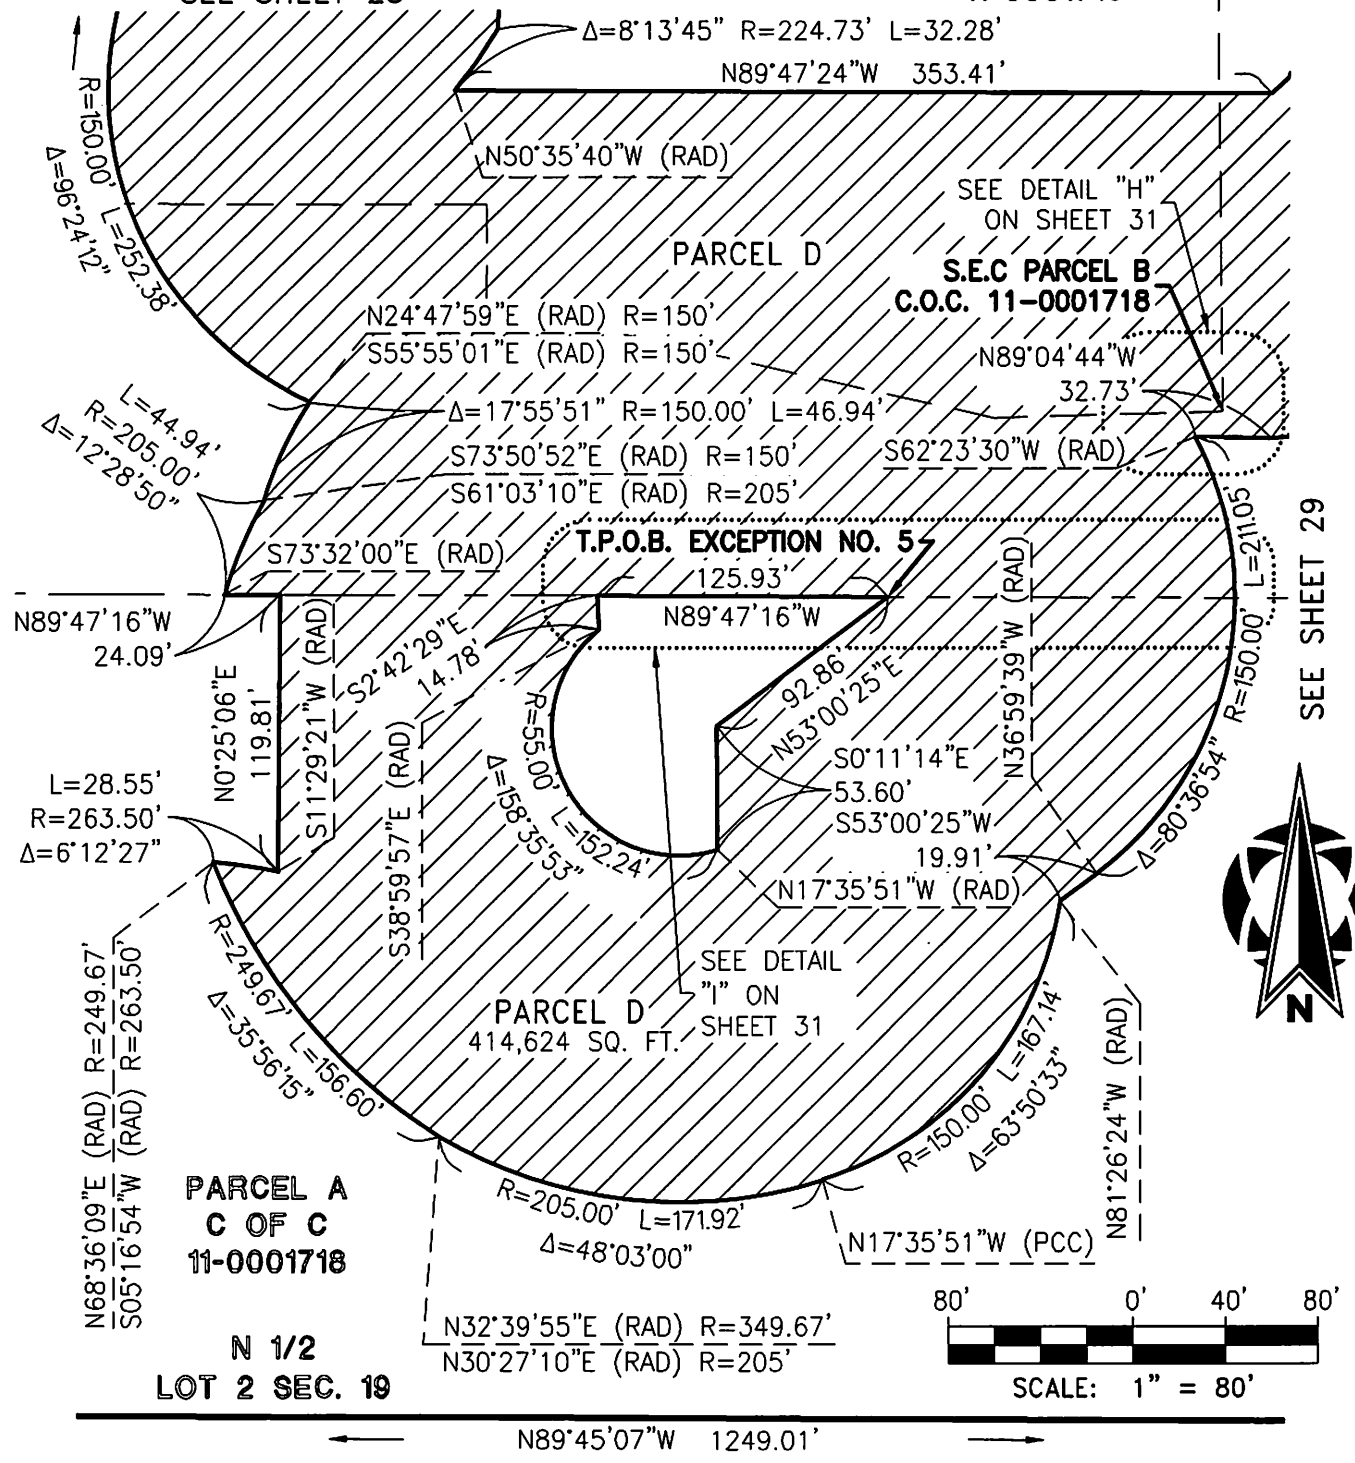 Δ=8°13'45" R=224.73' L=32.28'
N89°47'24"W 353.41'
R=150.00' L=252.38'
Δ=96°24'12"
N50°35'40"W (RAD)
SEE DETAIL "H"
ON SHEET 31
PARCEL D
S.E.C PARCEL B
C.O.C. 11-0001718
N24°47'59"E (RAD) R=150'
S55°55'01"E (RAD) R=150'
N89°04'44"W
32.73'
L=44.94'
R=205.00'
Δ=12°28'50"
Δ=17°55'51" R=150.00' L=46.94'
S73°50'52"E (RAD) R=150'
S61°03'10"E (RAD) R=205'
S62°23'30"W (RAD)
SEE SHEET 29
T.P.O.B. EXCEPTION NO. 5
S73°32'00"E (RAD)
125.93'
N89°47'16"W
N89°47'16"W
24.09'
S11°29'21"W (RAD)
S2°42'29"E
14.78'
N36°59'39"W (RAD)
R=150.00' L=211.05'
Δ=80°36'54"
N0°25'06"E
119.81'
92.86
N53°00'25"E
R=55.00' L=152.24'
Δ=158°35'53"
S0°11'14"E
53.60'
S53°00'25"W
19.91'
L=28.55'
R=263.50'
Δ=6°12'27"
S38°59'57"E (RAD)
N17°35'51"W (RAD)
SEE DETAIL
"I" ON
SHEET 31
PARCEL D
414,624 SQ. FT.
N
R=249.67' L=156.60'
Δ=35°56'15"
N68°36'09"E (RAD) R=249.67'
S05°16'54"W (RAD) R=263.50'
R=150.00' L=167.14'
Δ=63°50'33"
N81°26'24"W (RAD)
PARCEL A
C OF C
11-0001718
R=205.00' L=171.92'
Δ=48°03'00"
N17°35'51"W (PCC)
N32°39'55"E (RAD) R=349.67'
N30°27'10"E (RAD) R=205'
80' 0' 40' 80'
SCALE: 1" = 80'
N 1/2
LOT 2 SEC. 19
N89°45'07"W 1249.01'